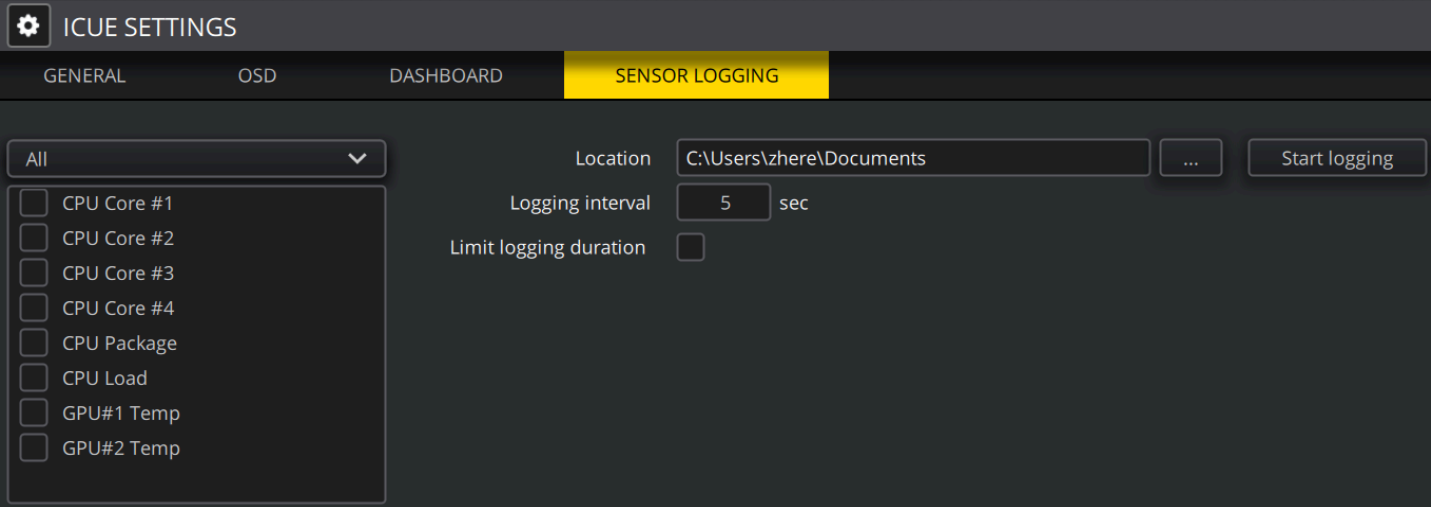 ICUE SETTINGS
GENERAL OSD DASHBOARD SENSOR LOGGING
All
CPU Core #1
CPU Core #2
CPU Core #3
CPU Core #4
CPU Package
CPU Load
GPU#1 Temp
GPU#2 Temp
Location C:\Users\zhere\Documents ... Start logging
Logging interval 5 sec
Limit logging duration